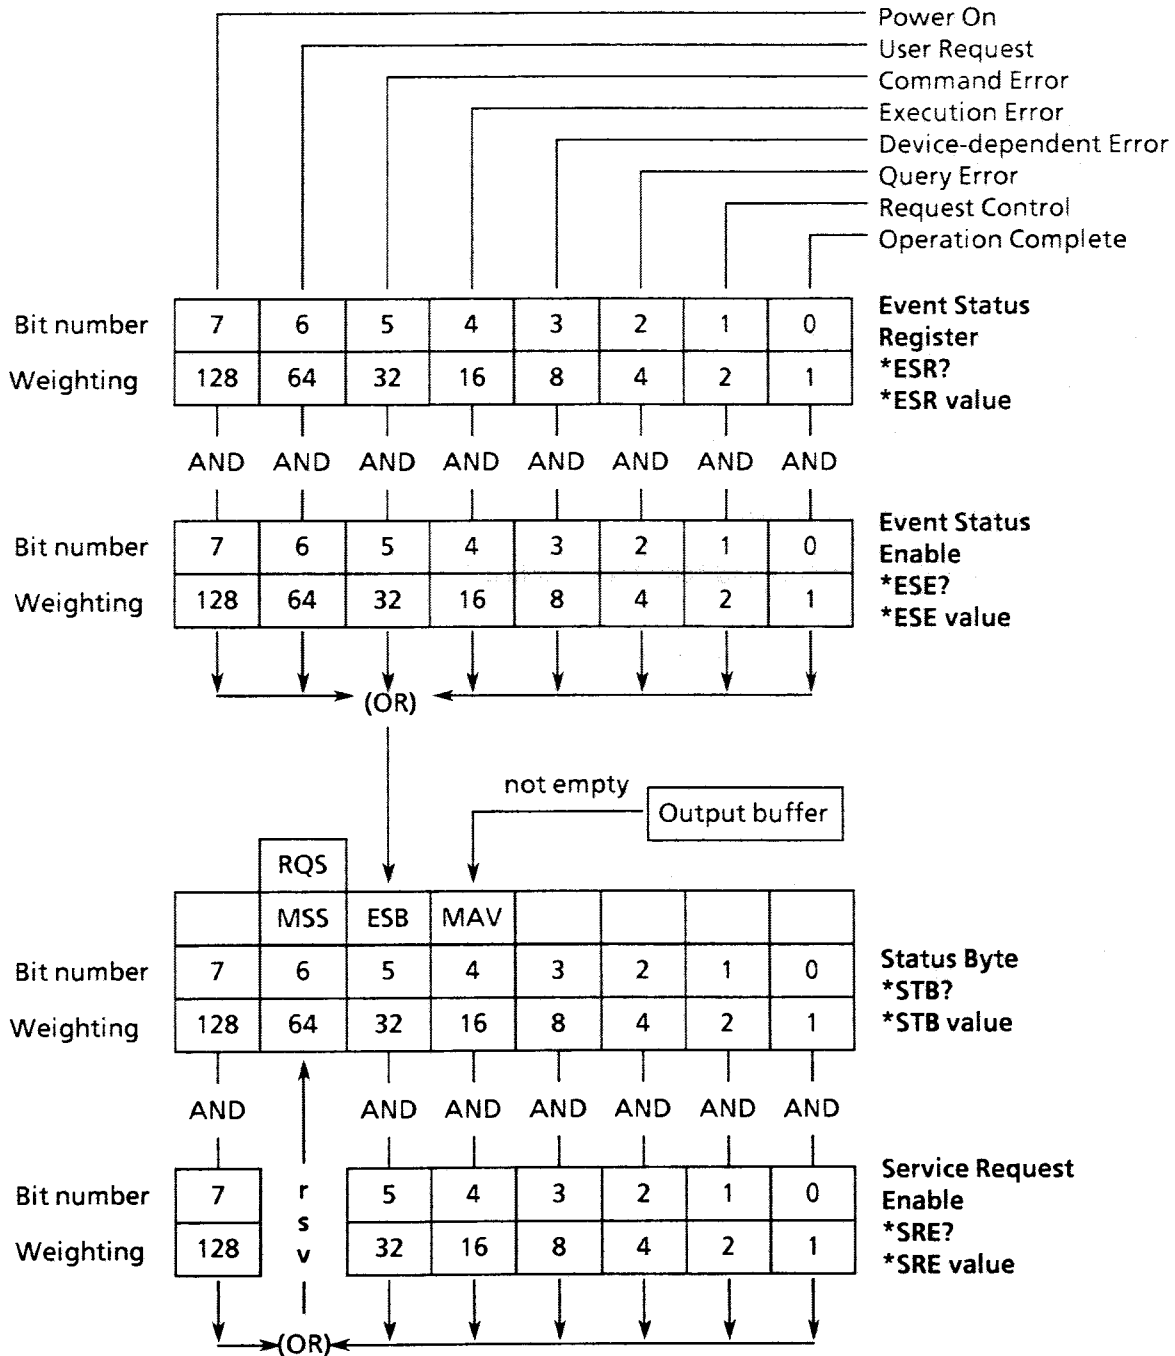 Power On
User Request
Command Error
Execution Error
Device-dependent Error
Query Error
Request Control
Operation Complete
Bit number 7 6 5 4 3 2 1 0
Weighting 128 64 32 16 8 4 2 1
Event Status
Register
*ESR?
*ESR value
AND AND AND AND AND AND AND AND
Bit number 7 6 5 4 3 2 1 0
Weighting 128 64 32 16 8 4 2 1
Event Status
Enable
*ESE?
*ESE value
(OR)
not empty
Output buffer
RQS
MSS ESB MAV
Bit number 7 6 5 4 3 2 1 0
Weighting 128 64 32 16 8 4 2 1
Status Byte
*STB?
*STB value
AND AND AND AND AND AND AND
Bit number 7 5 4 3 2 1 0
Weighting 128 32 16 8 4 2 1
r
s
v
Service Request
Enable
*SRE?
*SRE value
(OR)